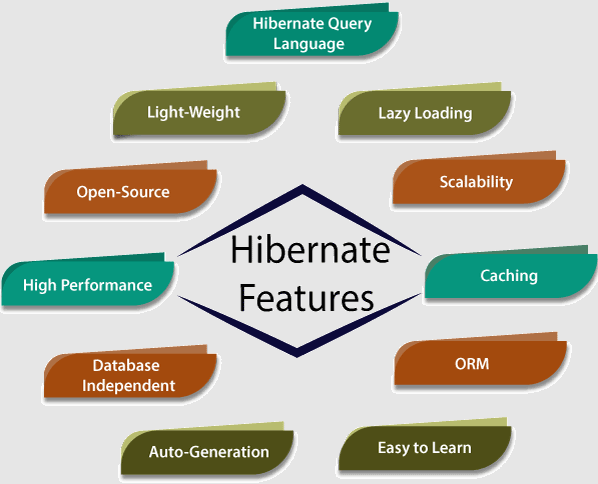 Hibernate Query
Language
Light-Weight
Lazy Loading
Open-Source
Scalability
Hibernate
Features
High Performance
Caching
Database
Independent
ORM
Auto-Generation
Easy to Learn